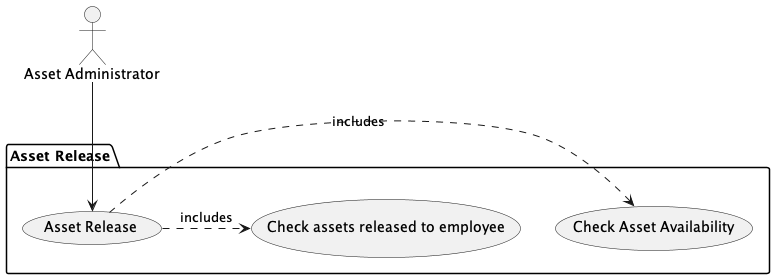 Asset Administrator
includes
Asset Release
includes
Asset Release
Check assets released to employee
Check Asset Availability